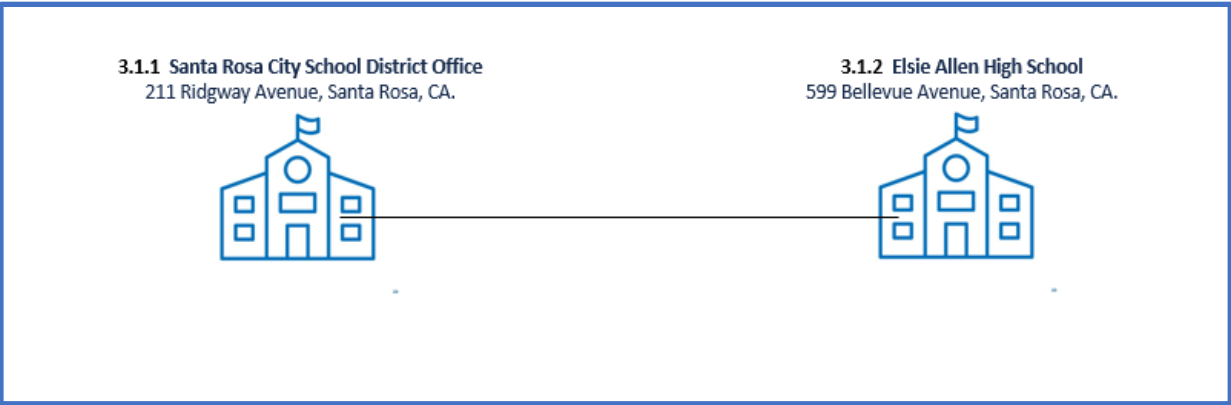 3.1.1 Santa Rosa City School District Office
211 Ridgway Avenue, Santa Rosa, CA.
3.1.2 Elsie Allen High School
599 Bellevue Avenue, Santa Rosa, CA.